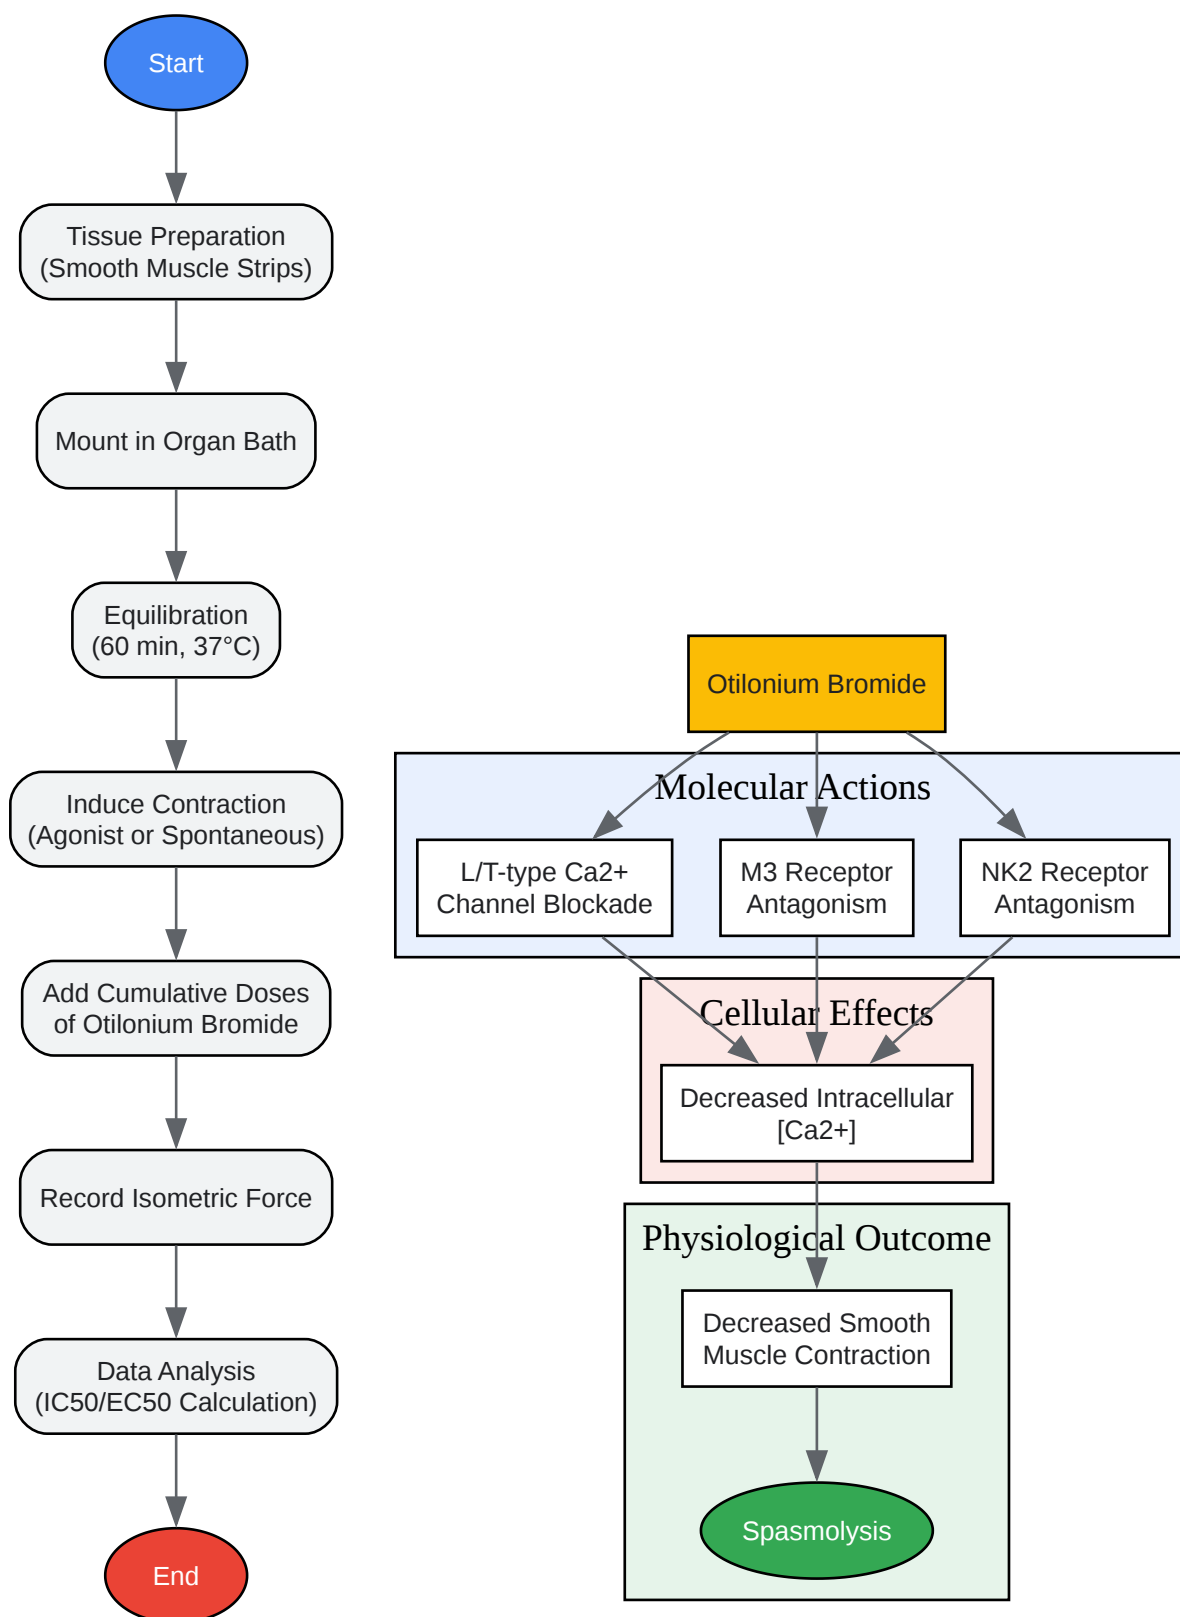 Start
Tissue Preparation
(Smooth Muscle Strips)
Mount in Organ Bath
Equilibration
(60 min, 37°C)
Induce Contraction
(Agonist or Spontaneous)
Add Cumulative Doses
of Otilonium Bromide
Record Isometric Force
Data Analysis
(IC50/EC50 Calculation)
End
Otilonium Bromide
Molecular Actions
L/T-type Ca2+
Channel Blockade
M3 Receptor
Antagonism
NK2 Receptor
Antagonism
Cellular Effects
Decreased Intracellular
[Ca2+]
Physiological Outcome
Decreased Smooth
Muscle Contraction
Spasmolysis